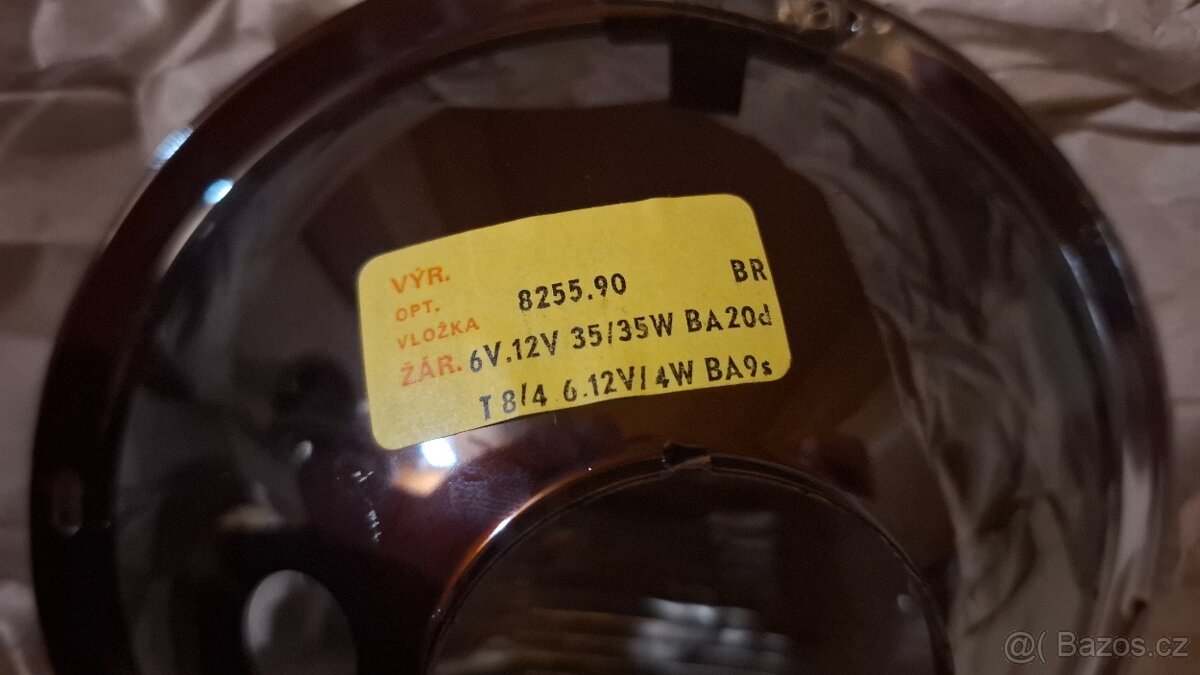 VÝR. 8255.90 BR
OPT.
VLOŽKA
ŽÁR. 6V.12V 35/35W BA20d
T8/4 6.12V/4W BA9s
@( Bazos.cz